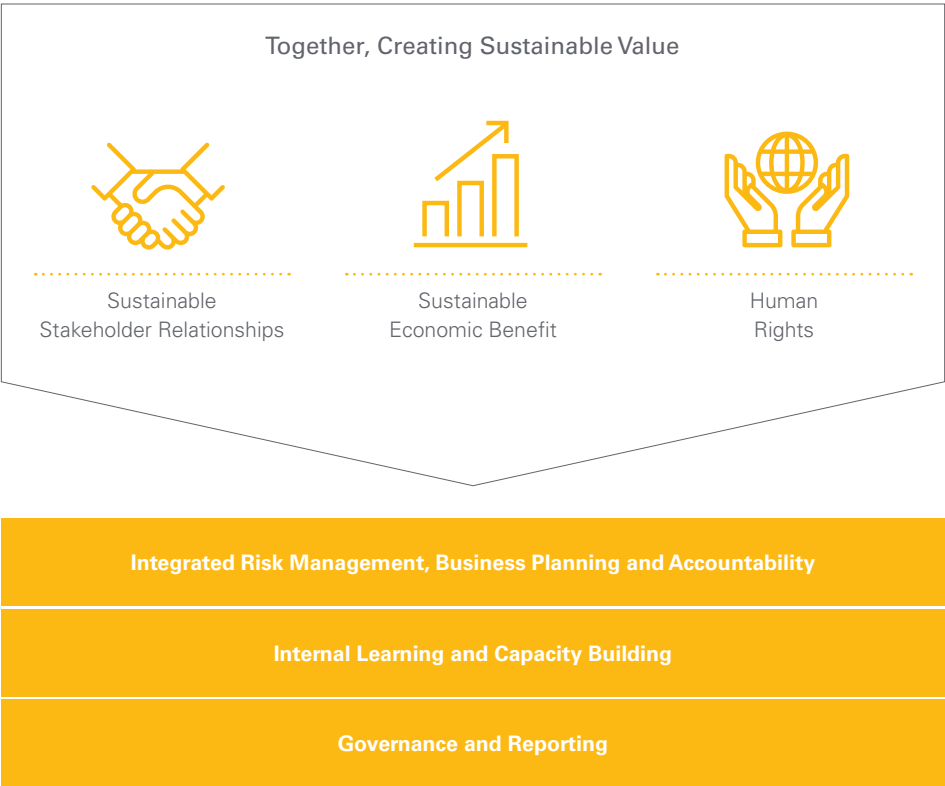 Together, Creating Sustainable Value
Sustainable
Stakeholder Relationships
Sustainable
Economic Benefit
Human
Rights
Integrated Risk Management, Business Planning and Accountability
Internal Learning and Capacity Building
Governance and Reporting